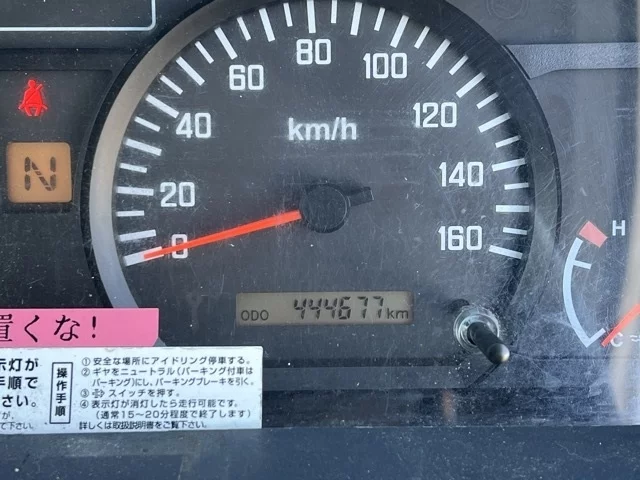 km/h
0
20
40
60
80
100
120
140
160
N
H
C
ODO 444677 km
置くな!
示灯が
手順で
さい。
が、
て下さい。
操作手順
①安全な場所にアイドリング停車する。
②ギヤをニュートラル(パーキング付車は
パーキング)にし、パーキングブレーキを引く。
③ スイッチを押す。
④表示灯が消灯したら走行可能です。
(通常15〜20分程度で終了します)
詳しくは取扱説明書をご覧下さい。